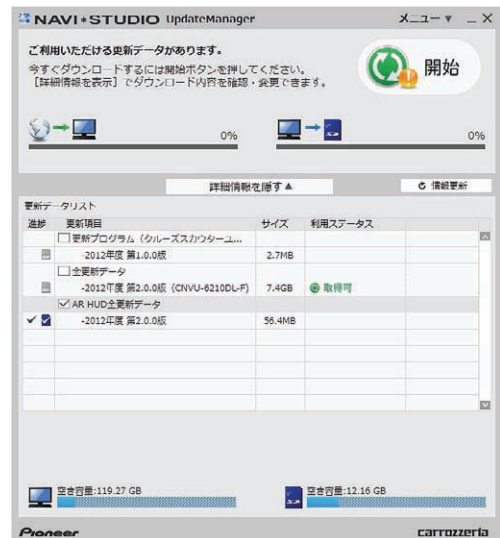 NAVI*STUDIO UpdateManager メニュー ▼ _ X
ご利用いただける更新データがあります。
今すぐダウンロードするには開始ボタンを押してください。
[詳細情報を表示]でダウンロード内容を確認・変更できます。
開始
0% 0%
詳細情報を隠す▲ 情報更新
更新データリスト
進捗 更新項目 サイズ 利用ステータス
更新プログラム(クルーズスカウターユ...
-2012年度 第1.0.0版 2.7MB
全更新データ
-2012年度 第2.0.0版 (CNVU-6210DL-F) 7.4GB 取得可
AR HUD全更新データ
-2012年度 第2.0.0版 56.4MB
空き容量:119.27 GB 空き容量:12.16 GB
Pioneer carrozzeria